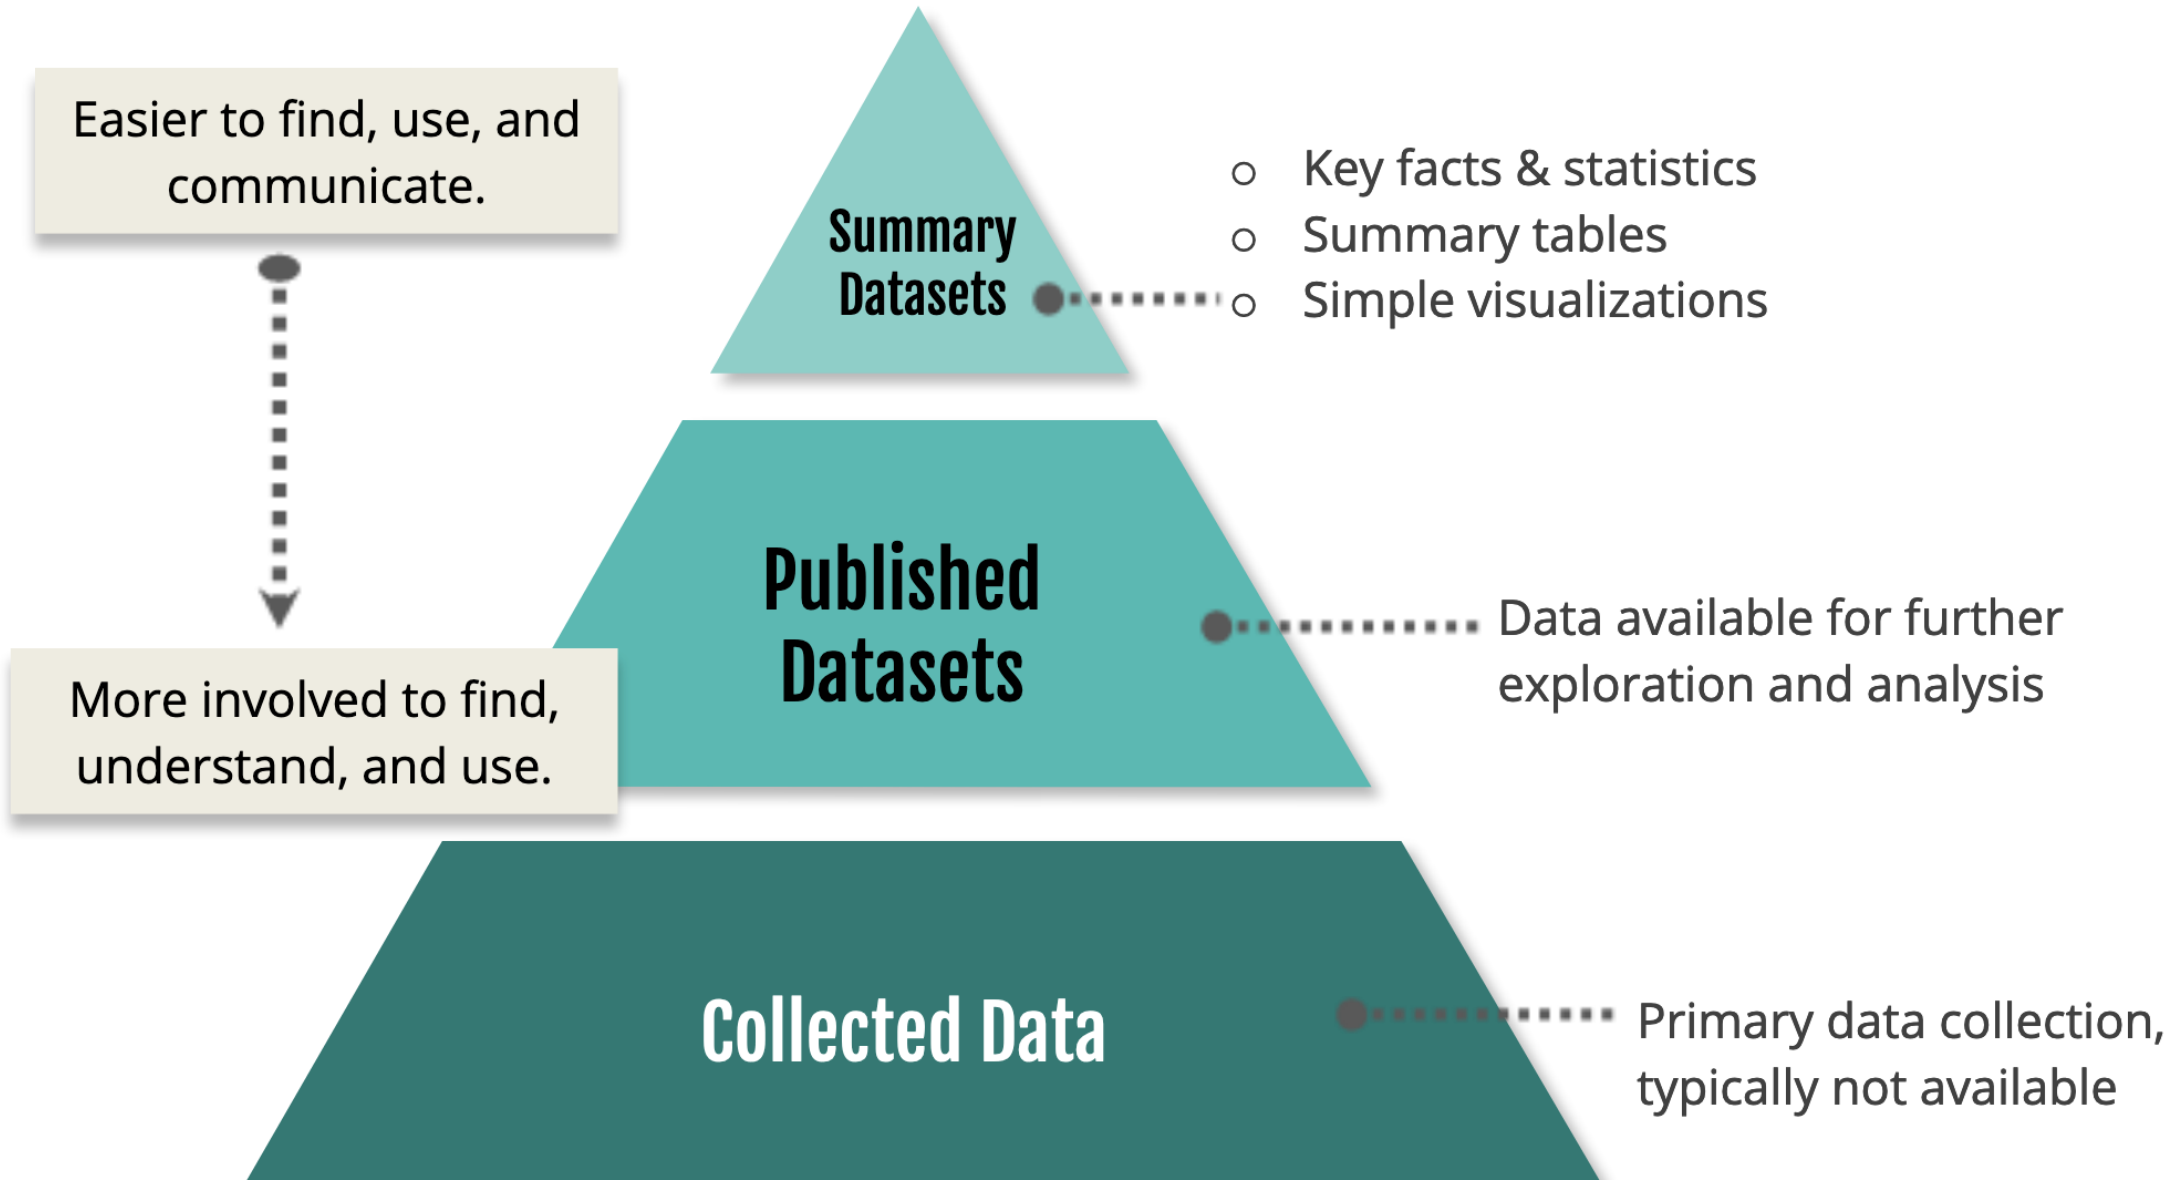 Easier to find, use, and
communicate.
Summary
Datasets
○ Key facts & statistics
○ Summary tables
○ Simple visualizations
More involved to find,
understand, and use.
Published
Datasets
Data available for further
exploration and analysis
Collected Data
Primary data collection,
typically not available